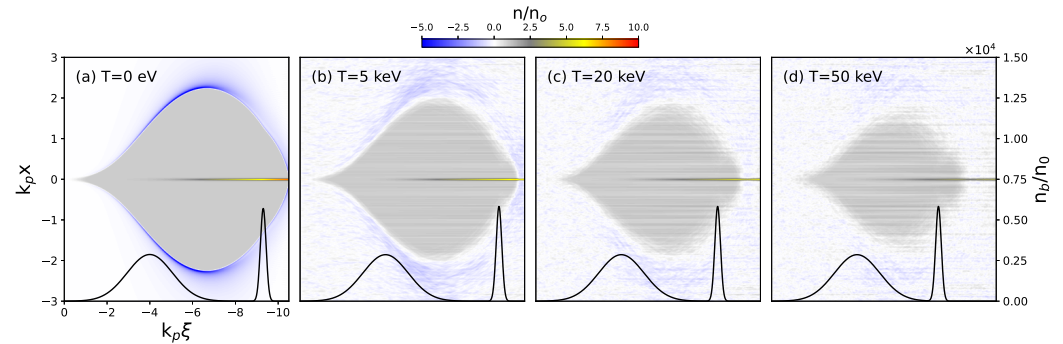 n/nₒ
−5.0 −2.5 0.0 2.5 5.0 7.5 10.0
×10⁴
(a) T=0 eV
(b) T=5 keV
(c) T=20 keV
(d) T=50 keV
3
2
1
0
−1
−2
−3
kₚx
1.50
1.25
1.00
0.75
0.50
0.25
0.00
n_b/n₀
0 −2 −4 −6 −8 −10
kₚξ